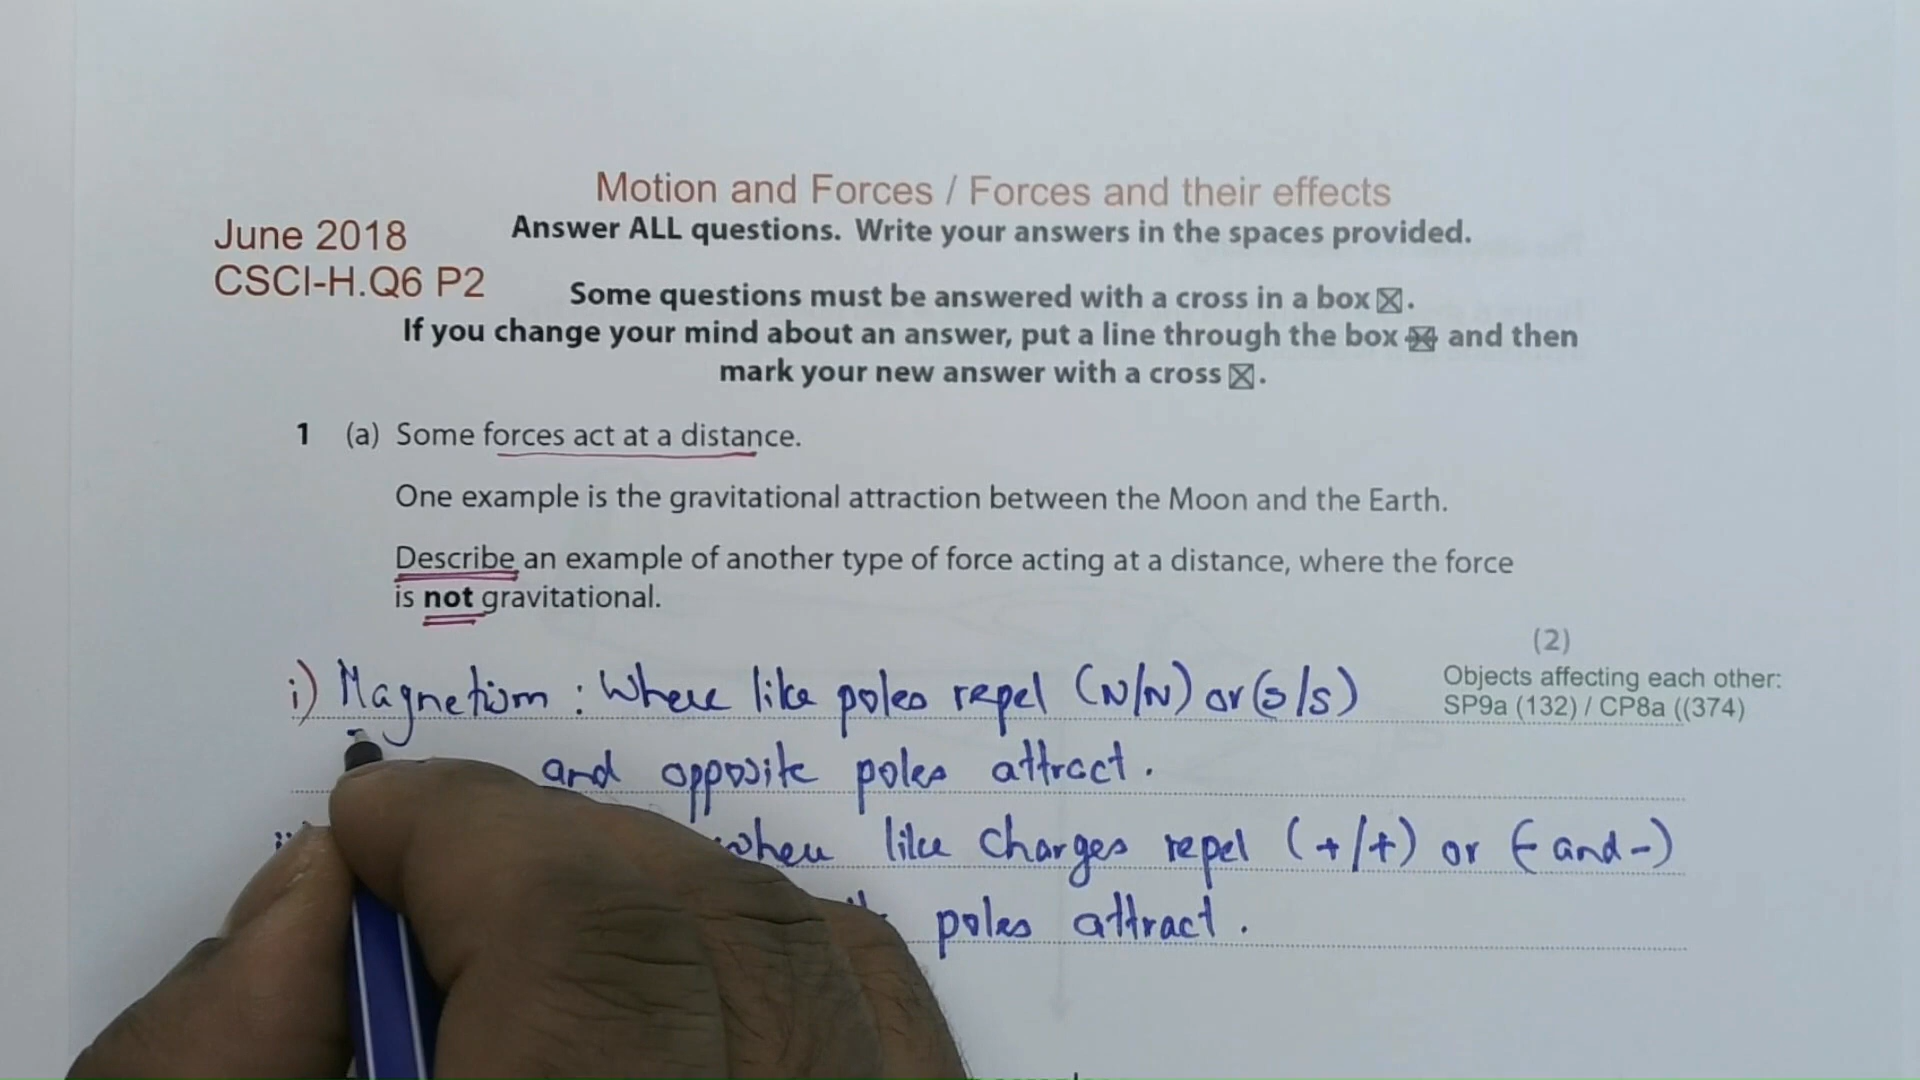 Motion and Forces / Forces and their effects
June 2018
Answer ALL questions. Write your answers in the spaces provided.
CSCI-H.Q6 P2
Some questions must be answered with a cross in a box ☒.
If you change your mind about an answer, put a line through the box and then
mark your new answer with a cross ☒.
1 (a) Some forces act at a distance.
One example is the gravitational attraction between the Moon and the Earth.
Describe an example of another type of force acting at a distance, where the force
is not gravitational.
(2)
Objects affecting each other:
SP9a (132) / CP8a ((374)
i) Magnetism : Where like poles repel (N/N) or (S/S)
and opposite poles attract.
when like charges repel (+/+) or (- and -)
poles attract.